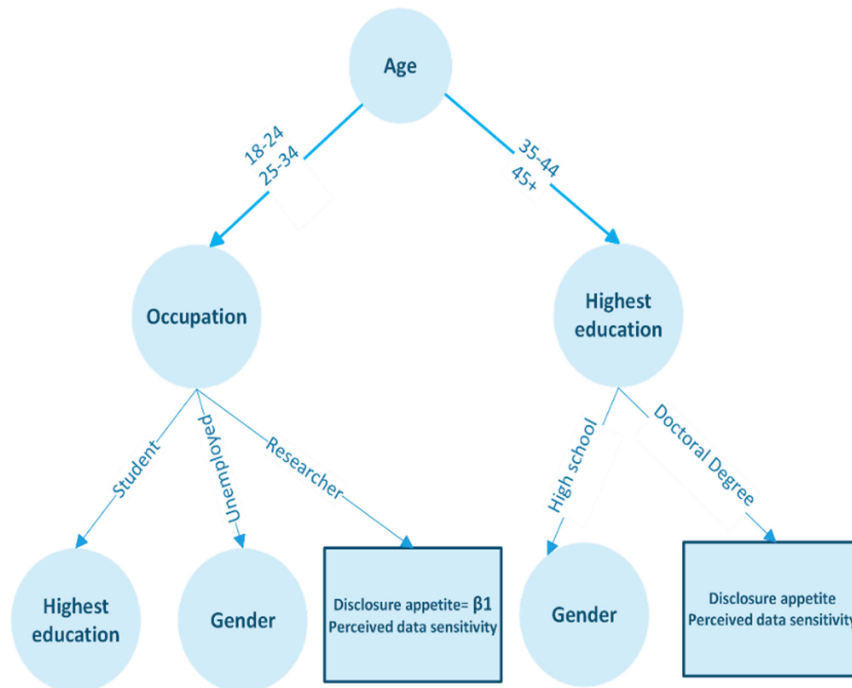 Age
18-24
25-34
35-44
45+
Occupation
Highest
education
Student
Unemployed
Researcher
High school
Doctoral Degree
Highest
education
Gender
Disclosure appetite= β1
Perceived data sensitivity
Gender
Disclosure appetite
Perceived data sensitivity